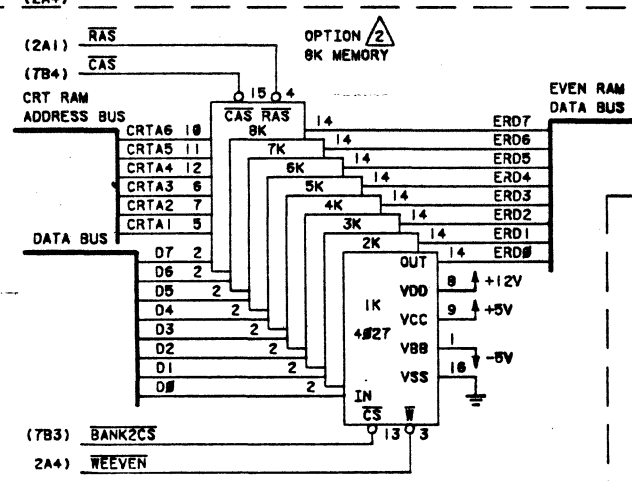 (2A4)
(2A1) RAS
OPTION 2
8K MEMORY
(7B4) CAS
15 4
CRT RAM
ADDRESS BUS
EVEN RAM
DATA BUS
CAS RAS
CRTA6 10
8K
14 ERD7
CRTA5 11
7K
14 ERD6
CRTA4 12
6K
14 ERD5
CRTA3 6
5K
14 ERD4
CRTA2 7
4K
14 ERD3
CRTA1 5
3K
14 ERD2
DATA BUS
2K
14 ERD1
D7 2
OUT
14 ERD0
D6 2
VDD 8 +12V
D5 2
1K
D4 2
VCC 9 +5V
D3 2
4027
D2 2
VBB 1 -5V
D1 2
VSS 16
D0 2
IN
CS W
(7B3) BANK2CS
13 3
2A4) WEEVEN